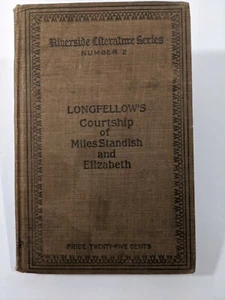 Riverside Literature Series
NUMBER 2
LONGFELLOW'S
Courtship
of
Miles Standish
and
Elizabeth
PRICE TWENTY-FIVE CENTS